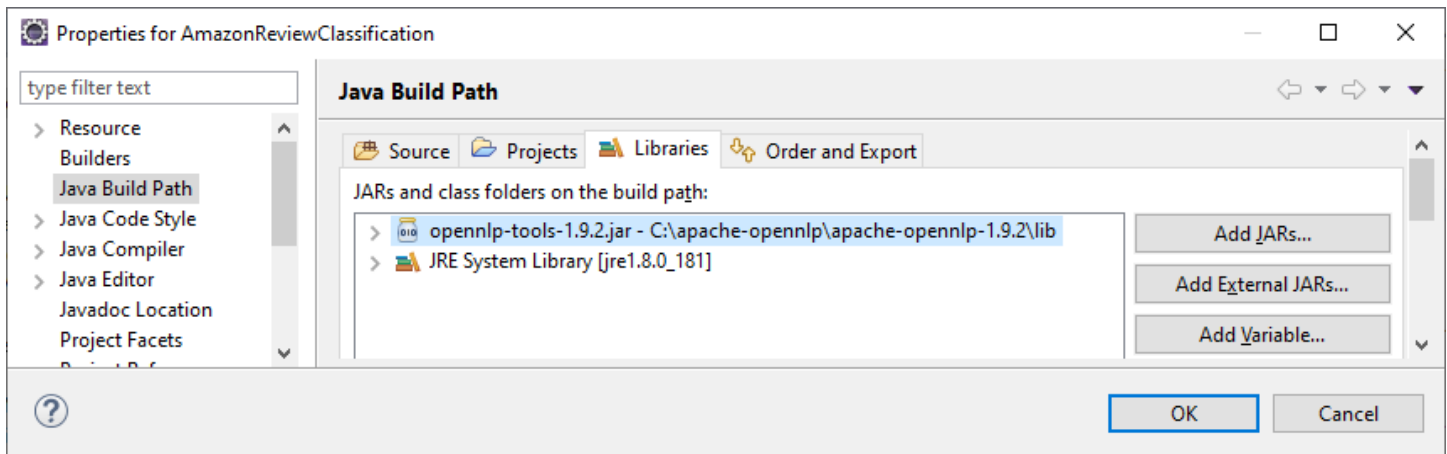 Properties for AmazonReviewClassification
type filter text
Resource
Builders
Java Build Path
Java Code Style
Java Compiler
Java Editor
Javadoc Location
Project Facets
Java Build Path
Source Projects Libraries Order and Export
JARs and class folders on the build path:
opennlp-tools-1.9.2.jar - C:\apache-opennlp\apache-opennlp-1.9.2\lib
JRE System Library [jre1.8.0_181]
Add JARs...
Add External JARs...
Add Variable...
OK Cancel